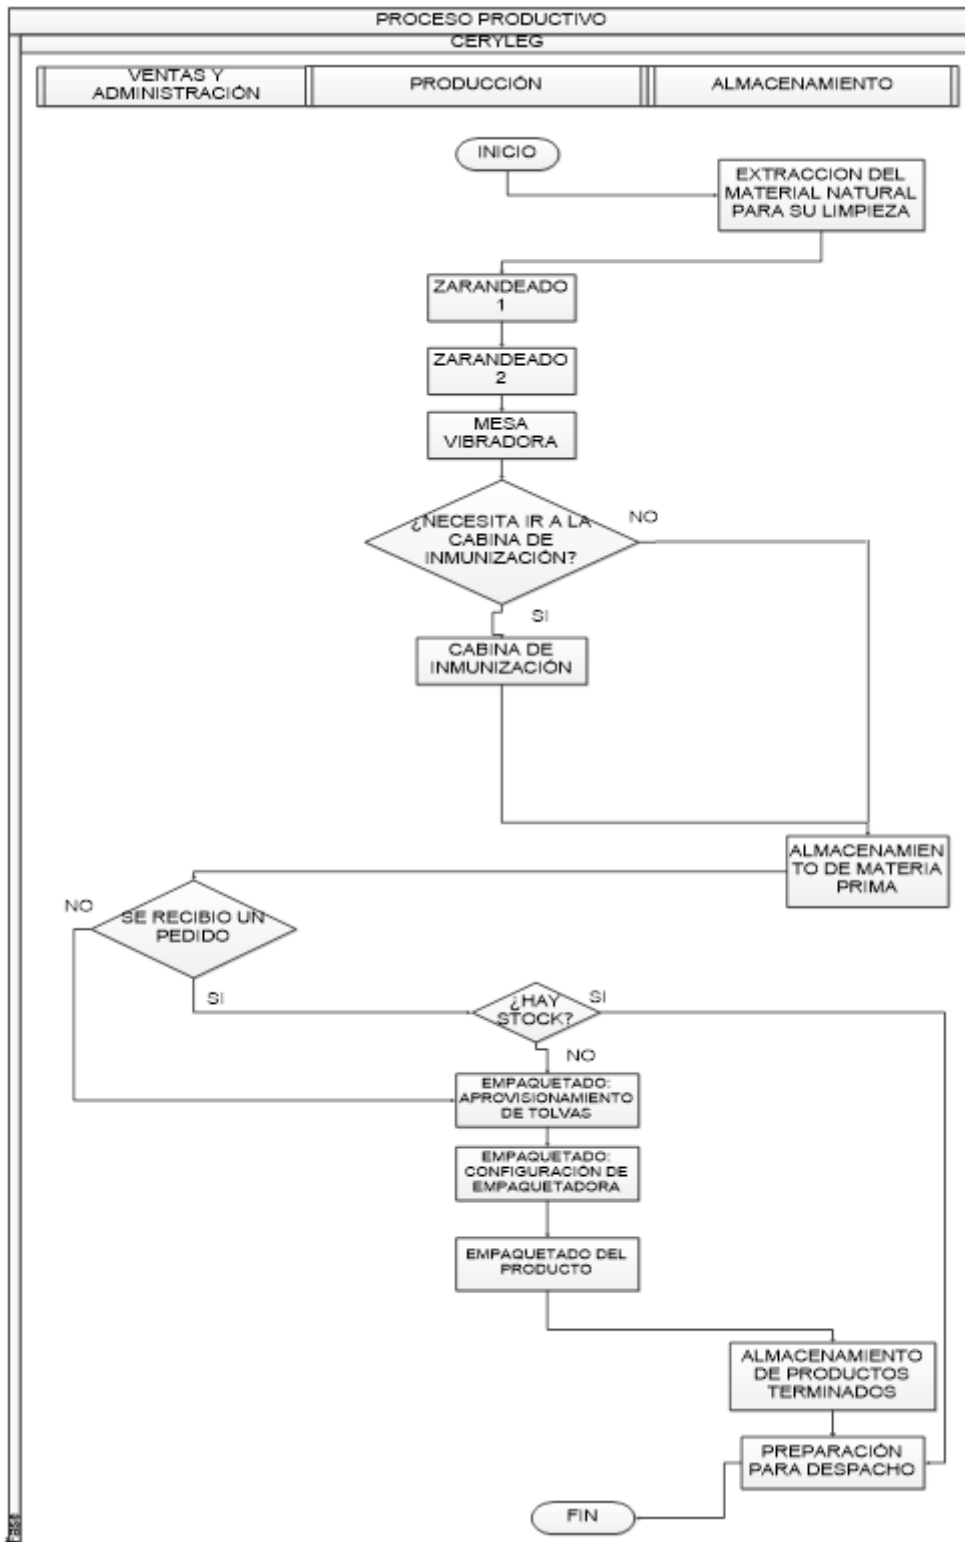 PROCESO PRODUCTIVO
CERYLEG
VENTAS Y
ADMINISTRACIÓN
PRODUCCIÓN
ALMACENAMIENTO
INICIO
EXTRACCION DEL
MATERIAL NATURAL
PARA SU LIMPIEZA
ZARANDEADO
1
ZARANDEADO
2
MESA
VIBRADORA
¿NECESITA IR A LA
CABINA DE
INMUNIZACIÓN?
NO
SI
CABINA DE
INMUNIZACIÓN
ALMACENAMIEN
TO DE MATERIA
PRIMA
NO
SE RECIBIO UN
PEDIDO
SI
¿HAY
STOCK?
SI
NO
EMPAQUETADO:
APROVISIONAMIENTO
DE TOLVAS
EMPAQUETADO:
CONFIGURACIÓN DE
EMPAQUETADORA
EMPAQUETADO DEL
PRODUCTO
ALMACENAMIENTO
DE PRODUCTOS
TERMINADOS
PREPARACIÓN
PARA DESPACHO
FIN
Fase